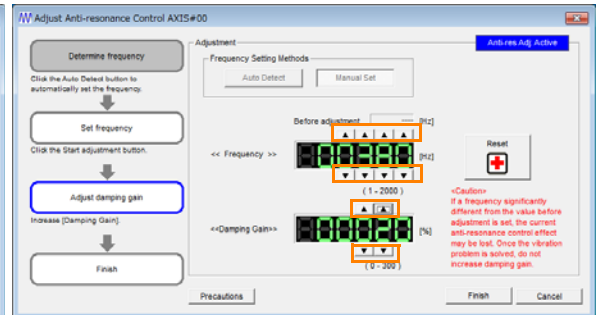 Adjust Anti-resonance Control AXIS#00
Determine frequency
Click the Auto Detect button to
automatically set the frequency.
Set frequency
Click the Start adjustment button.
Adjust damping gain
Increase [Damping Gain].
Finish
Adjustment
Anti-res Adj Active
Frequency Setting Methods
Auto Detect
Manual Set
Before adjustment --- [Hz]
<< Frequency >>
[Hz]
( 1 - 2000 )
<<Damping Gain>>
000020
[%]
( 0 - 300 )
Reset
<Caution>
If a frequency significantly
different from the value before
adjustment is set, the current
anti-resonance control effect
may be lost. Once the vibration
problem is solved, do not
increase damping gain.
Precautions
Finish
Cancel